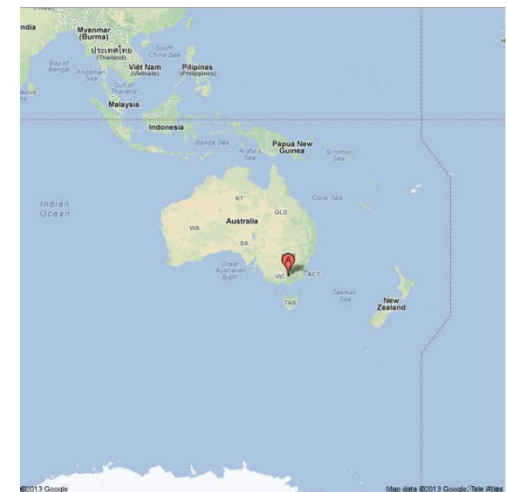 ndia
Myanmar
(Burma)
ประเทศไทย
(Thailand)
South
China Sea
Bay of
Bengal
Andaman
Sea
Việt Nam
(Vietnam)
Pilipinas
(Philippines)
Gulf of
Thailand
Malaysia
Indonesia
Banda Sea
Arafura
Sea
Papua New
Guinea
Solomon
Sea
Indian
Ocean
NT
QLD
Coral Sea
WA
Australia
SA
Great
Australian
Bight
A
VIC
ACT
TAS
Tasman
Sea
New
Zealand
©2013 Google
Map data ©2013 Google, Tele Atlas